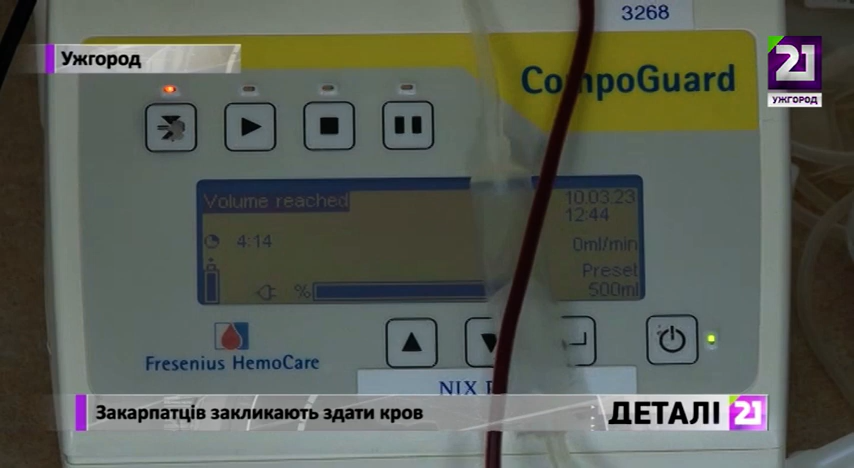 3268
Ужгород
CompoGuard
21
УЖГОРОД
Volume reached
10.03.23
12:44
4:14
0ml/min
Preset
%
500ml
Fresenius HemoCare
NIX
Закарпатців закликають здати кров
ДЕТАЛІ 21